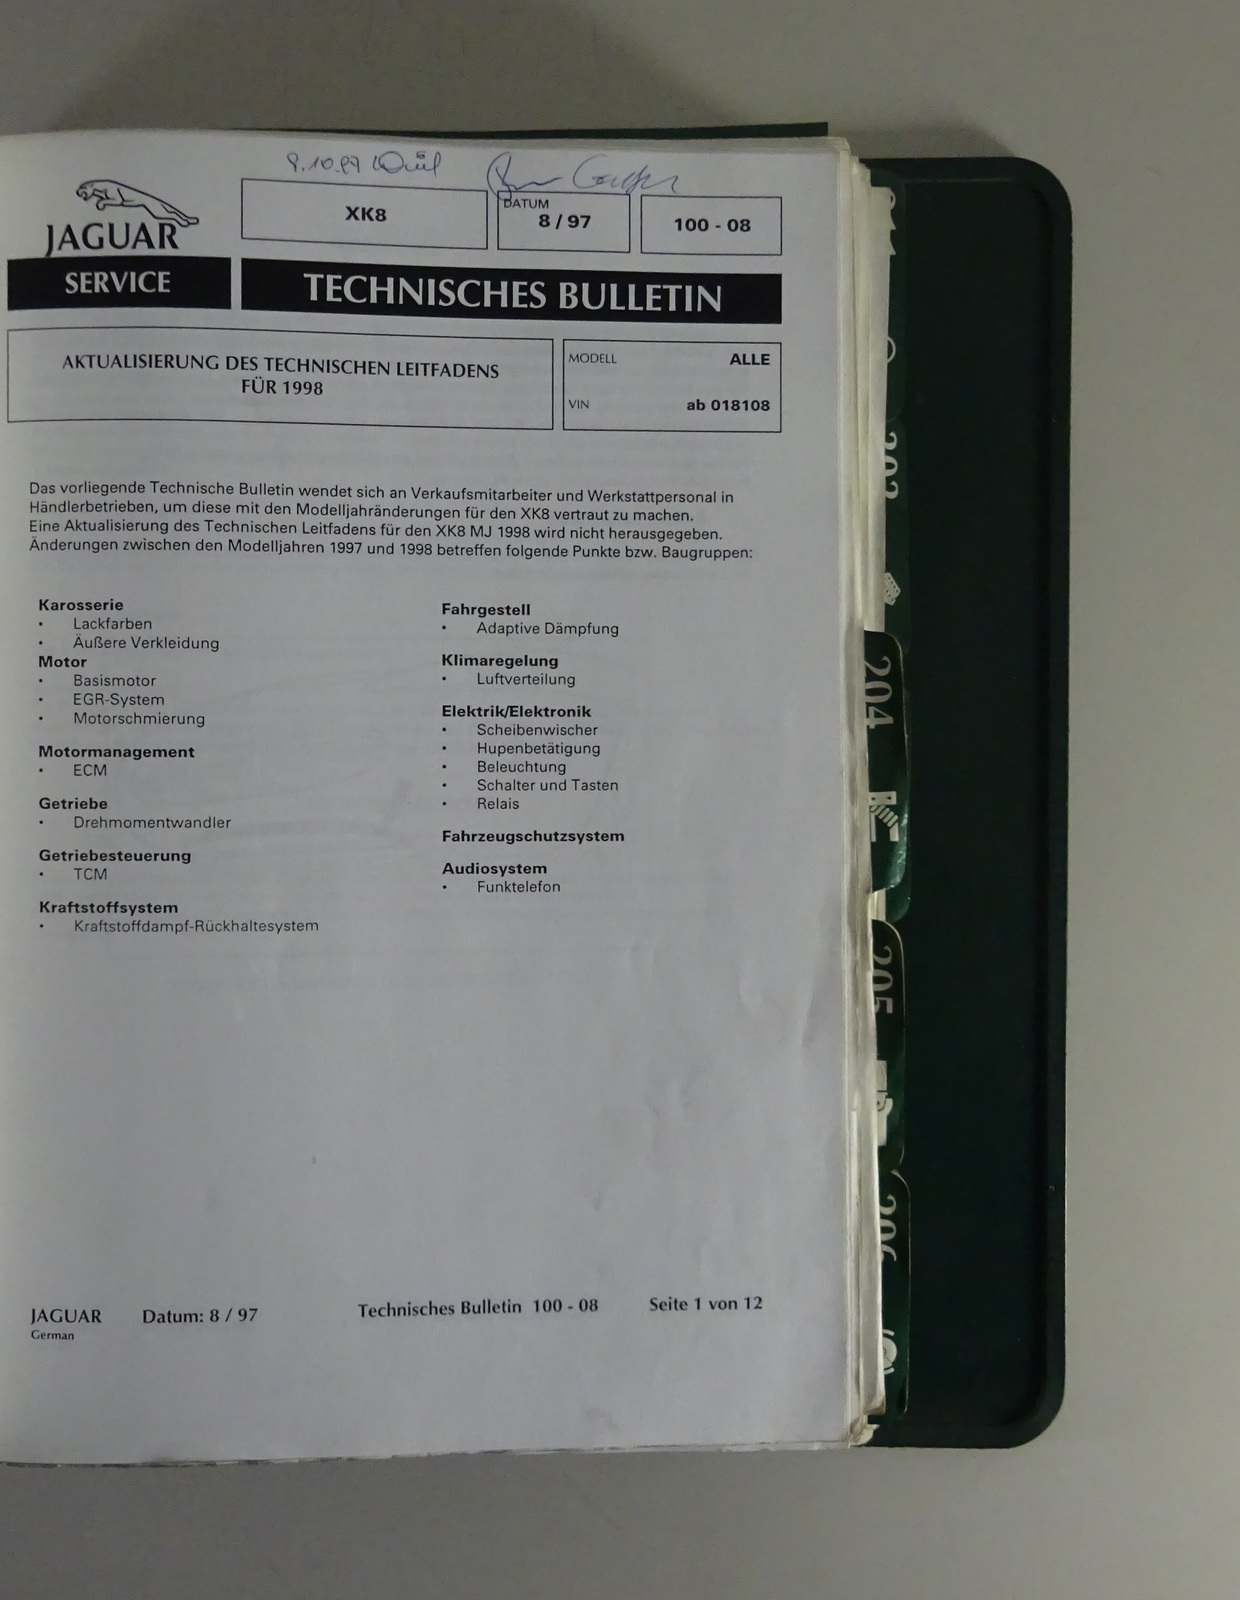 9.10.97
JAGUAR
SERVICE
XK8
DATUM
8 / 97
100 - 08
TECHNISCHES BULLETIN
AKTUALISIERUNG DES TECHNISCHEN LEITFADENS
FÜR 1998
MODELL ALLE
VIN ab 018108
Das vorliegende Technische Bulletin wendet sich an Verkaufsmitarbeiter und Werkstattpersonal in
Händlerbetrieben, um diese mit den Modelljahränderungen für den XK8 vertraut zu machen.
Eine Aktualisierung des Technischen Leitfadens für den XK8 MJ 1998 wird nicht herausgegeben.
Änderungen zwischen den Modelljahren 1997 und 1998 betreffen folgende Punkte bzw. Baugruppen:
Karosserie
• Lackfarben
• Äußere Verkleidung
Motor
• Basismotor
• EGR-System
• Motorschmierung
Motormanagement
• ECM
Getriebe
• Drehmomentwandler
Getriebesteuerung
• TCM
Kraftstoffsystem
• Kraftstoffdampf-Rückhaltesystem
Fahrgestell
• Adaptive Dämpfung
Klimaregelung
• Luftverteilung
Elektrik/Elektronik
• Scheibenwischer
• Hupenbetätigung
• Beleuchtung
• Schalter und Tasten
• Relais
Fahrzeugschutzsystem
Audiosystem
• Funktelefon
JAGUAR Datum: 8 / 97 Technisches Bulletin 100 - 08 Seite 1 von 12
German
204
205
206